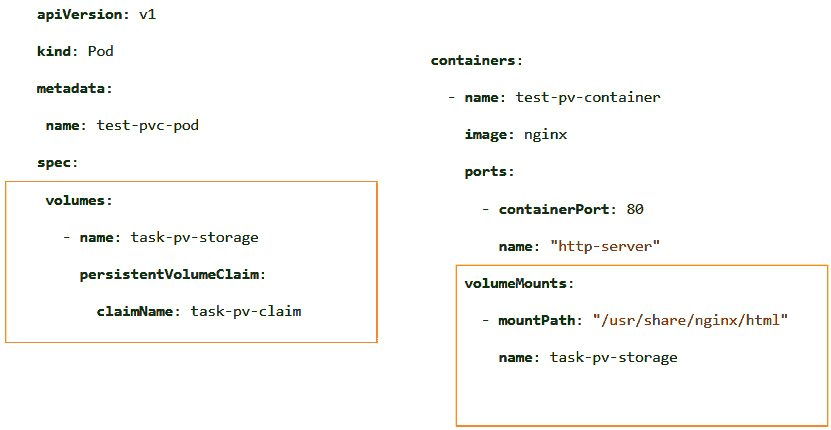 apiVersion: v1
kind: Pod
metadata:
name: test-pvc-pod
spec:
volumes:
- name: task-pv-storage
persistentVolumeClaim:
claimName: task-pv-claim
containers:
- name: test-pv-container
image: nginx
ports:
- containerPort: 80
name: "http-server"
volumeMounts:
- mountPath: "/usr/share/nginx/html"
name: task-pv-storage